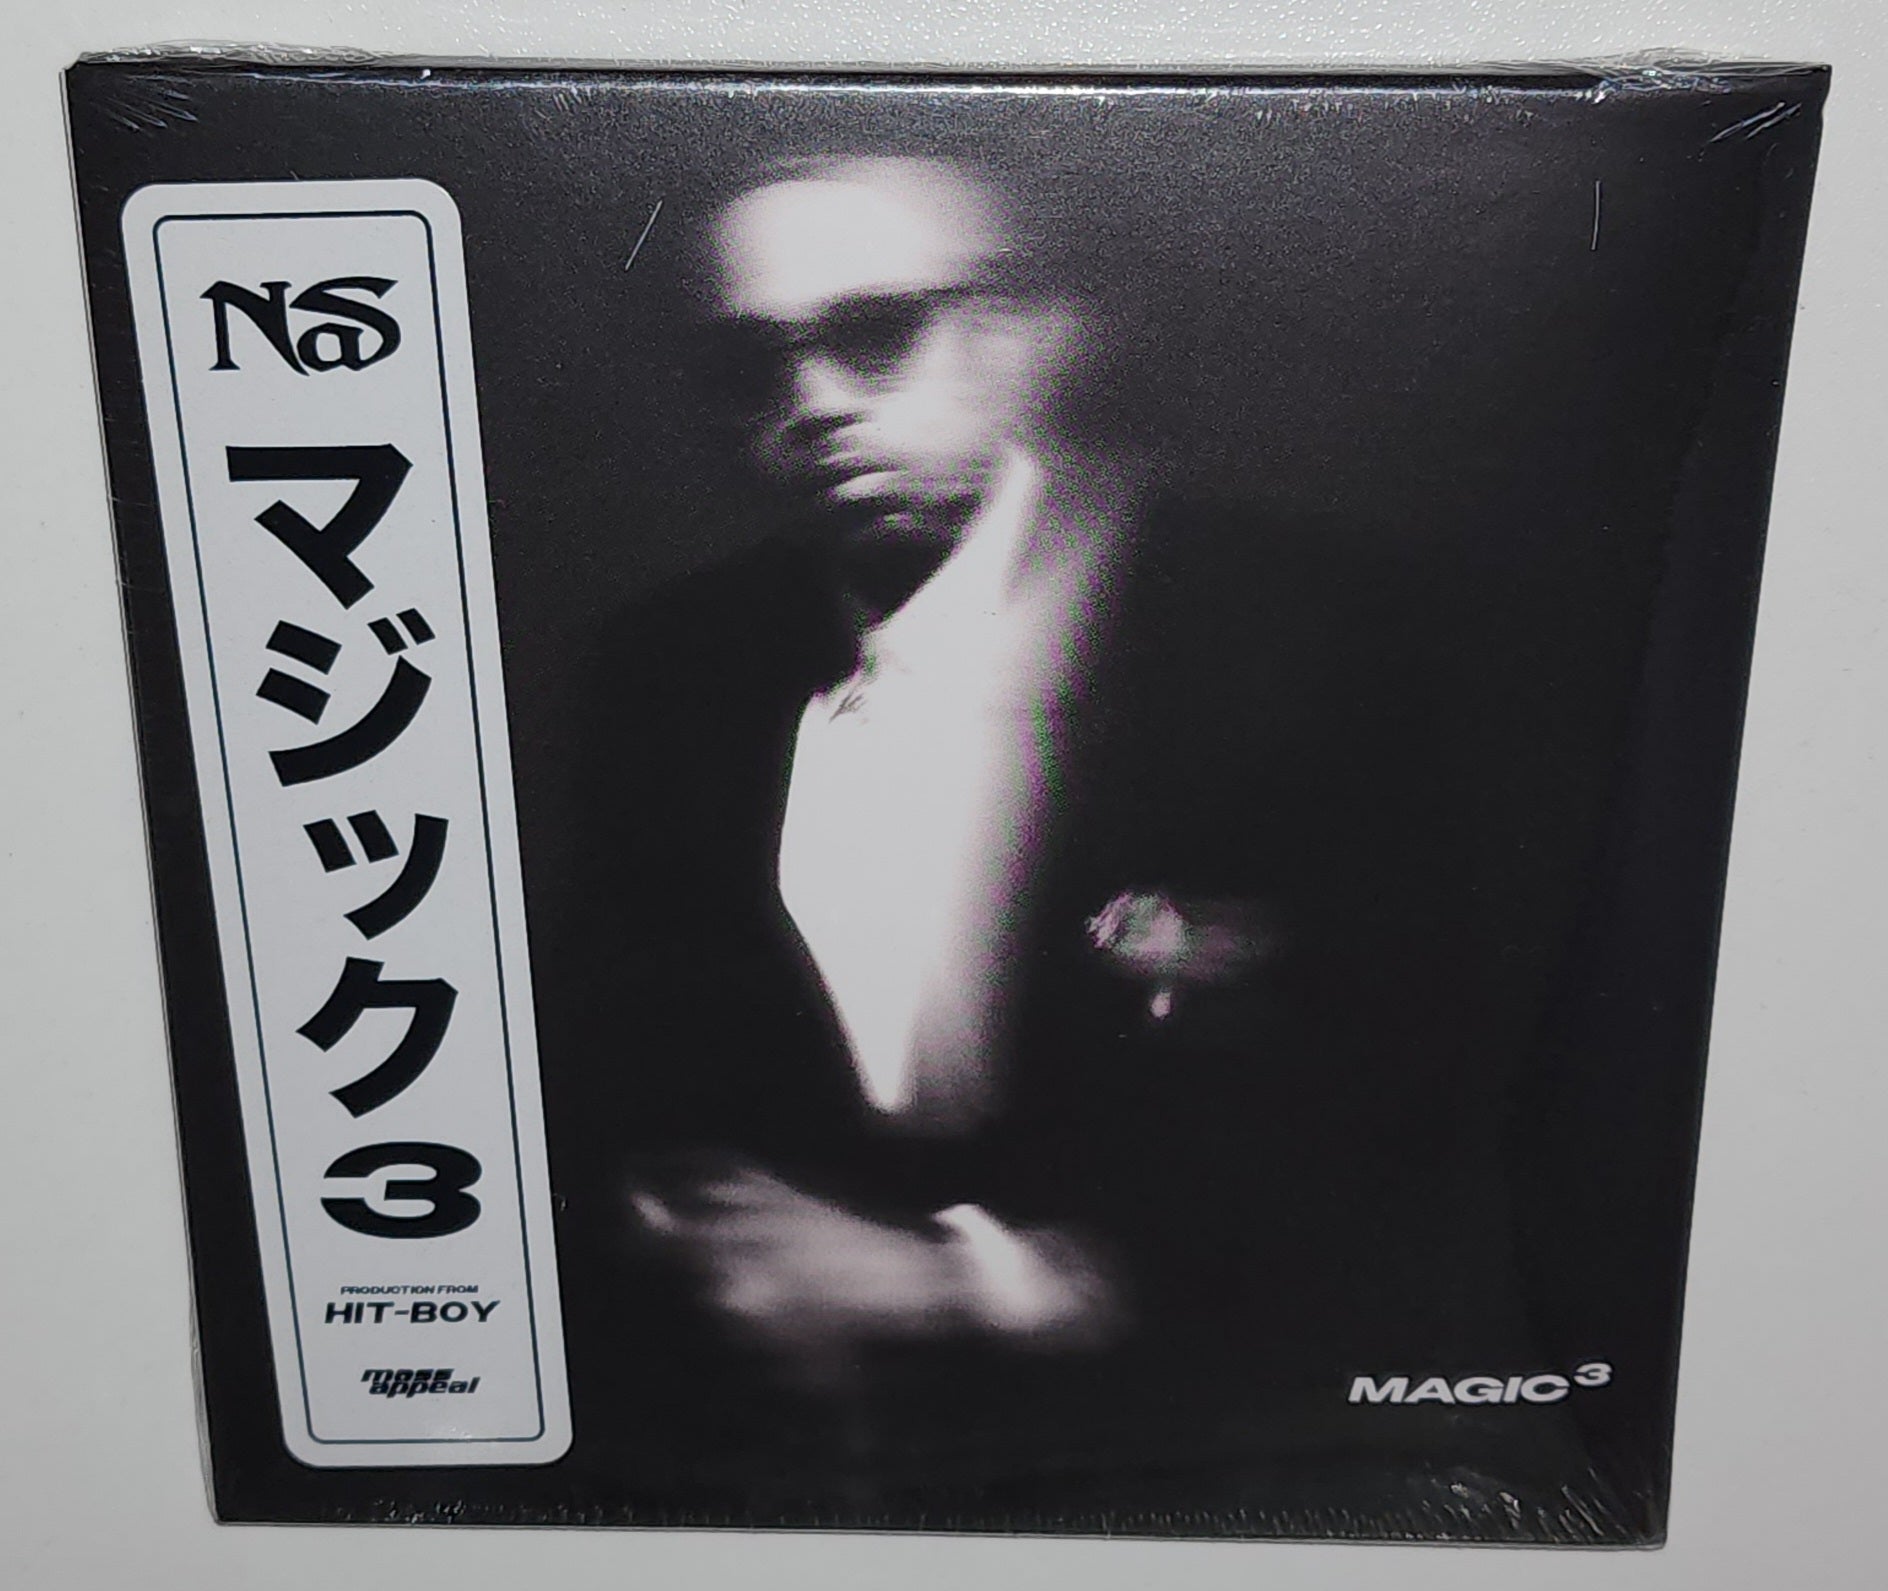 NaS
マジック3
PRODUCTION FROM
HIT-BOY
mass
appeal
MAGIC³